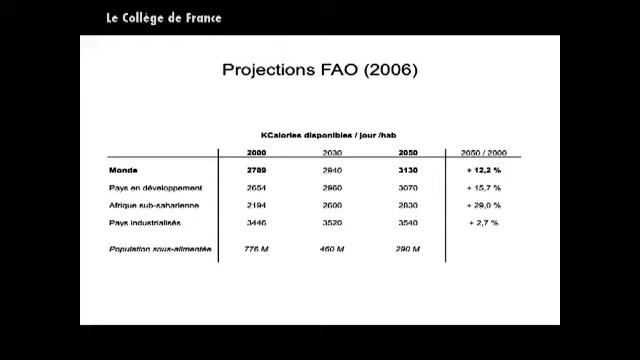 Le Collège de France
Projections FAO (2006)
KCalories disponibles / jour /hab
2000 2030 2050 2050 / 2000
Monde 2789 2940 3130 + 12,2 %
Pays en développement 2654 2960 3070 + 15,7 %
Afrique sub-saharienne 2194 2600 2830 + 29,0 %
Pays industrialisés 3446 3520 3540 + 2,7 %
Population sous-alimentée 776 M 460 M 290 M